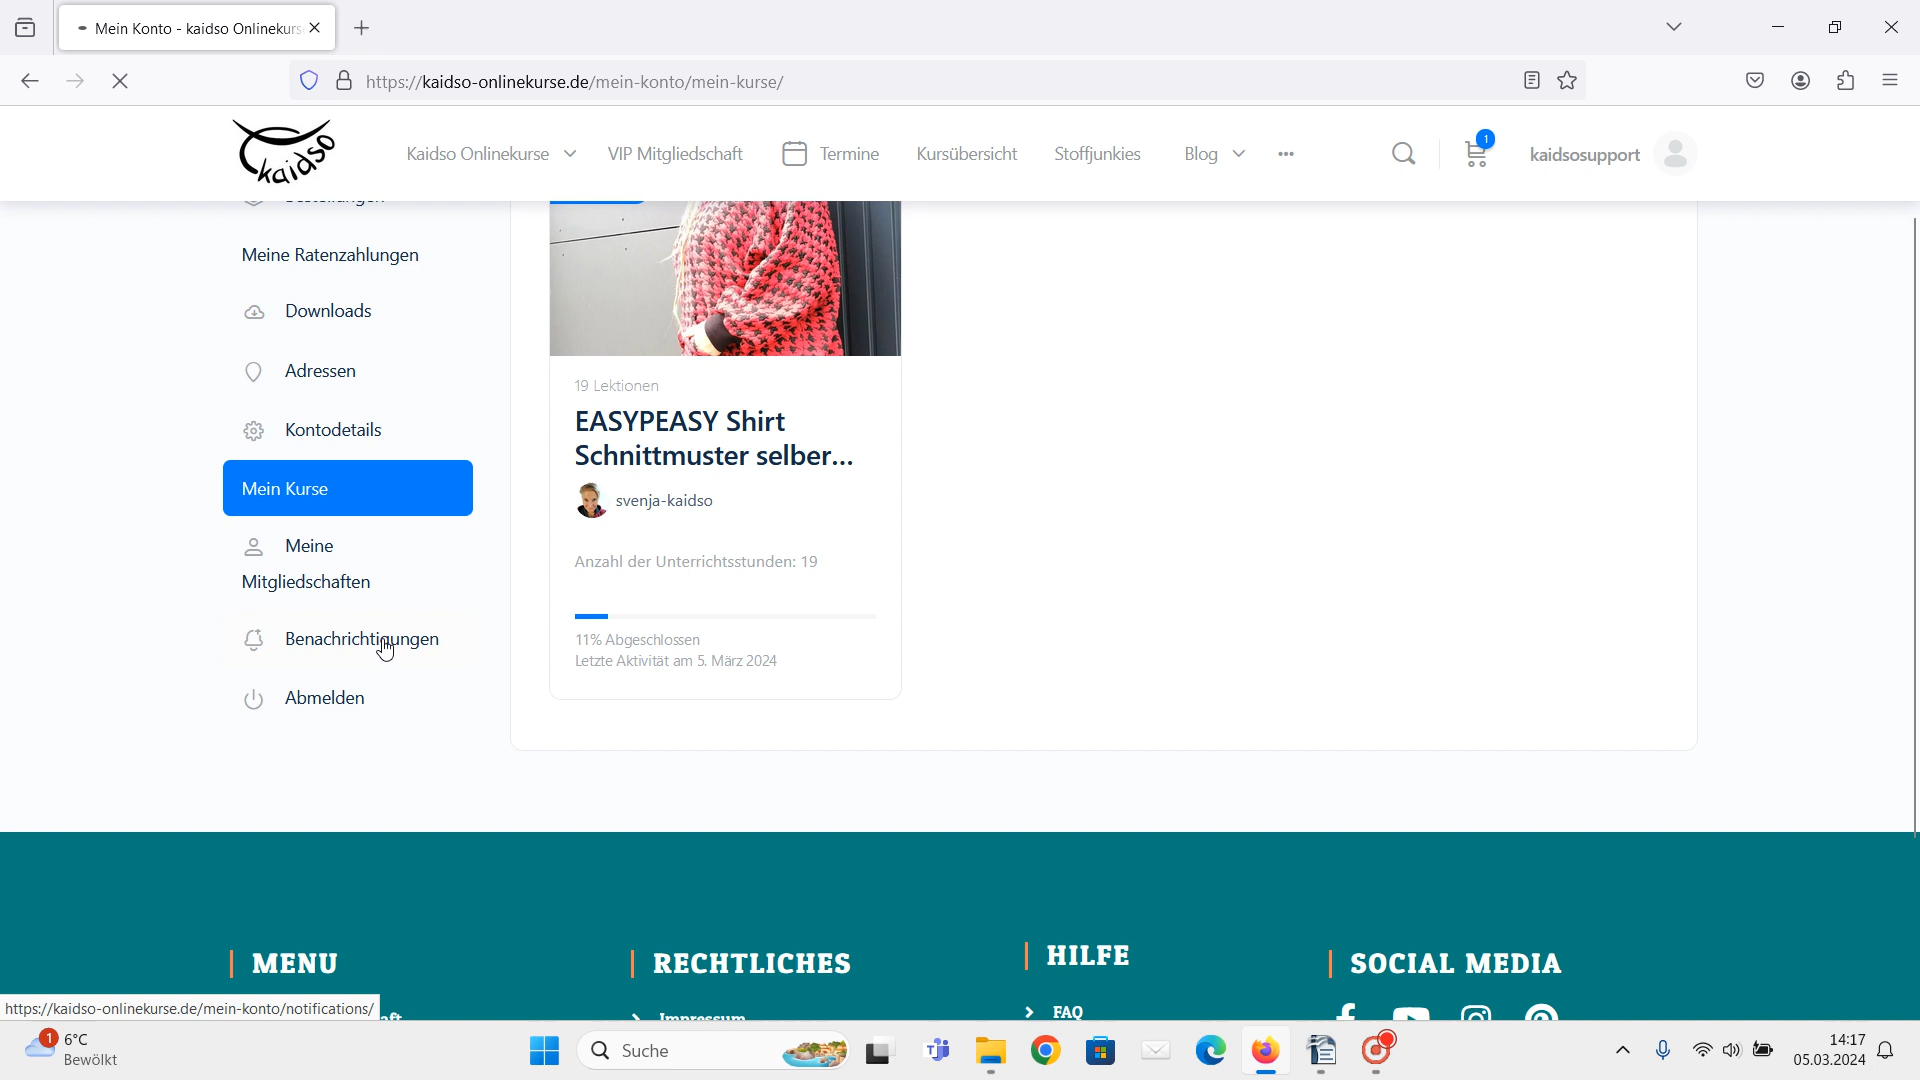 Mein Konto - kaidso Onlinekurs
https://kaidso-onlinekurse.de/mein-konto/mein-kurse/
kaidso
Kaidso Onlinekurse
VIP Mitgliedschaft
Termine
Kursübersicht
Stoffjunkies
Blog
1
kaidsosupport
Meine Ratenzahlungen
Downloads
Adressen
Kontodetails
Mein Kurse
Meine
Mitgliedschaften
Benachrichtigungen
Abmelden
19 Lektionen
EASYPEASY Shirt
Schnittmuster selber...
svenja-kaidso
Anzahl der Unterrichtsstunden: 19
11% Abgeschlossen
Letzte Aktivität am 5. März 2024
MENU
RECHTLICHES
Impressum
HILFE
FAQ
SOCIAL MEDIA
https://kaidso-onlinekurse.de/mein-konto/notifications/
1
6°C
Bewölkt
Suche
14:17
05.03.2024